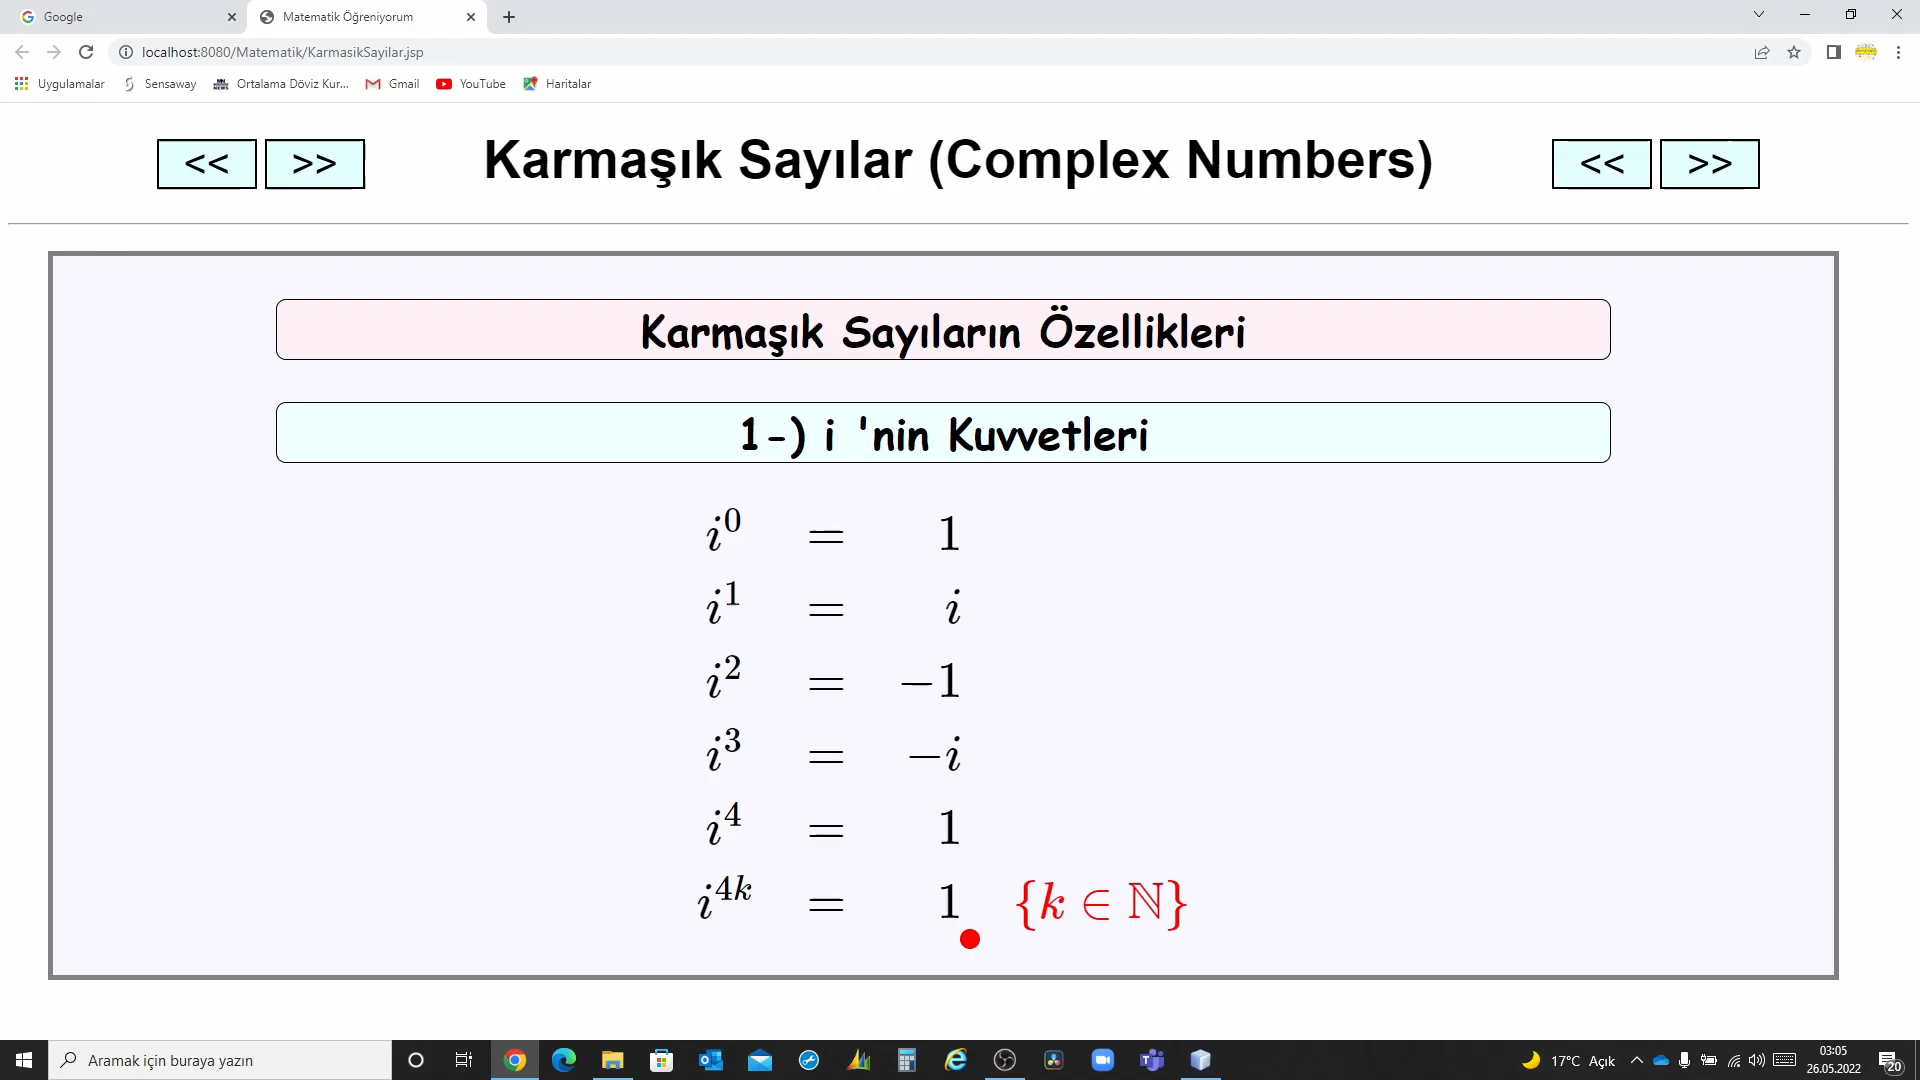 Google
Matematik Öğreniyorum
localhost:8080/Matematik/KarmasikSayilar.jsp
Uygulamalar Sensaway Ortalama Döviz Kur... Gmail YouTube Haritalar
<< >> Karmaşık Sayılar (Complex Numbers) << >>
Karmaşık Sayıların Özellikleri
1-) i 'nin Kuvvetleri
i^0 = 1
i^1 = i
i^2 = −1
i^3 = −i
i^4 = 1
i^{4k} = 1 {k ∈ ℕ}
Aramak için buraya yazın
17°C Açık
03:05
26.05.2022
20